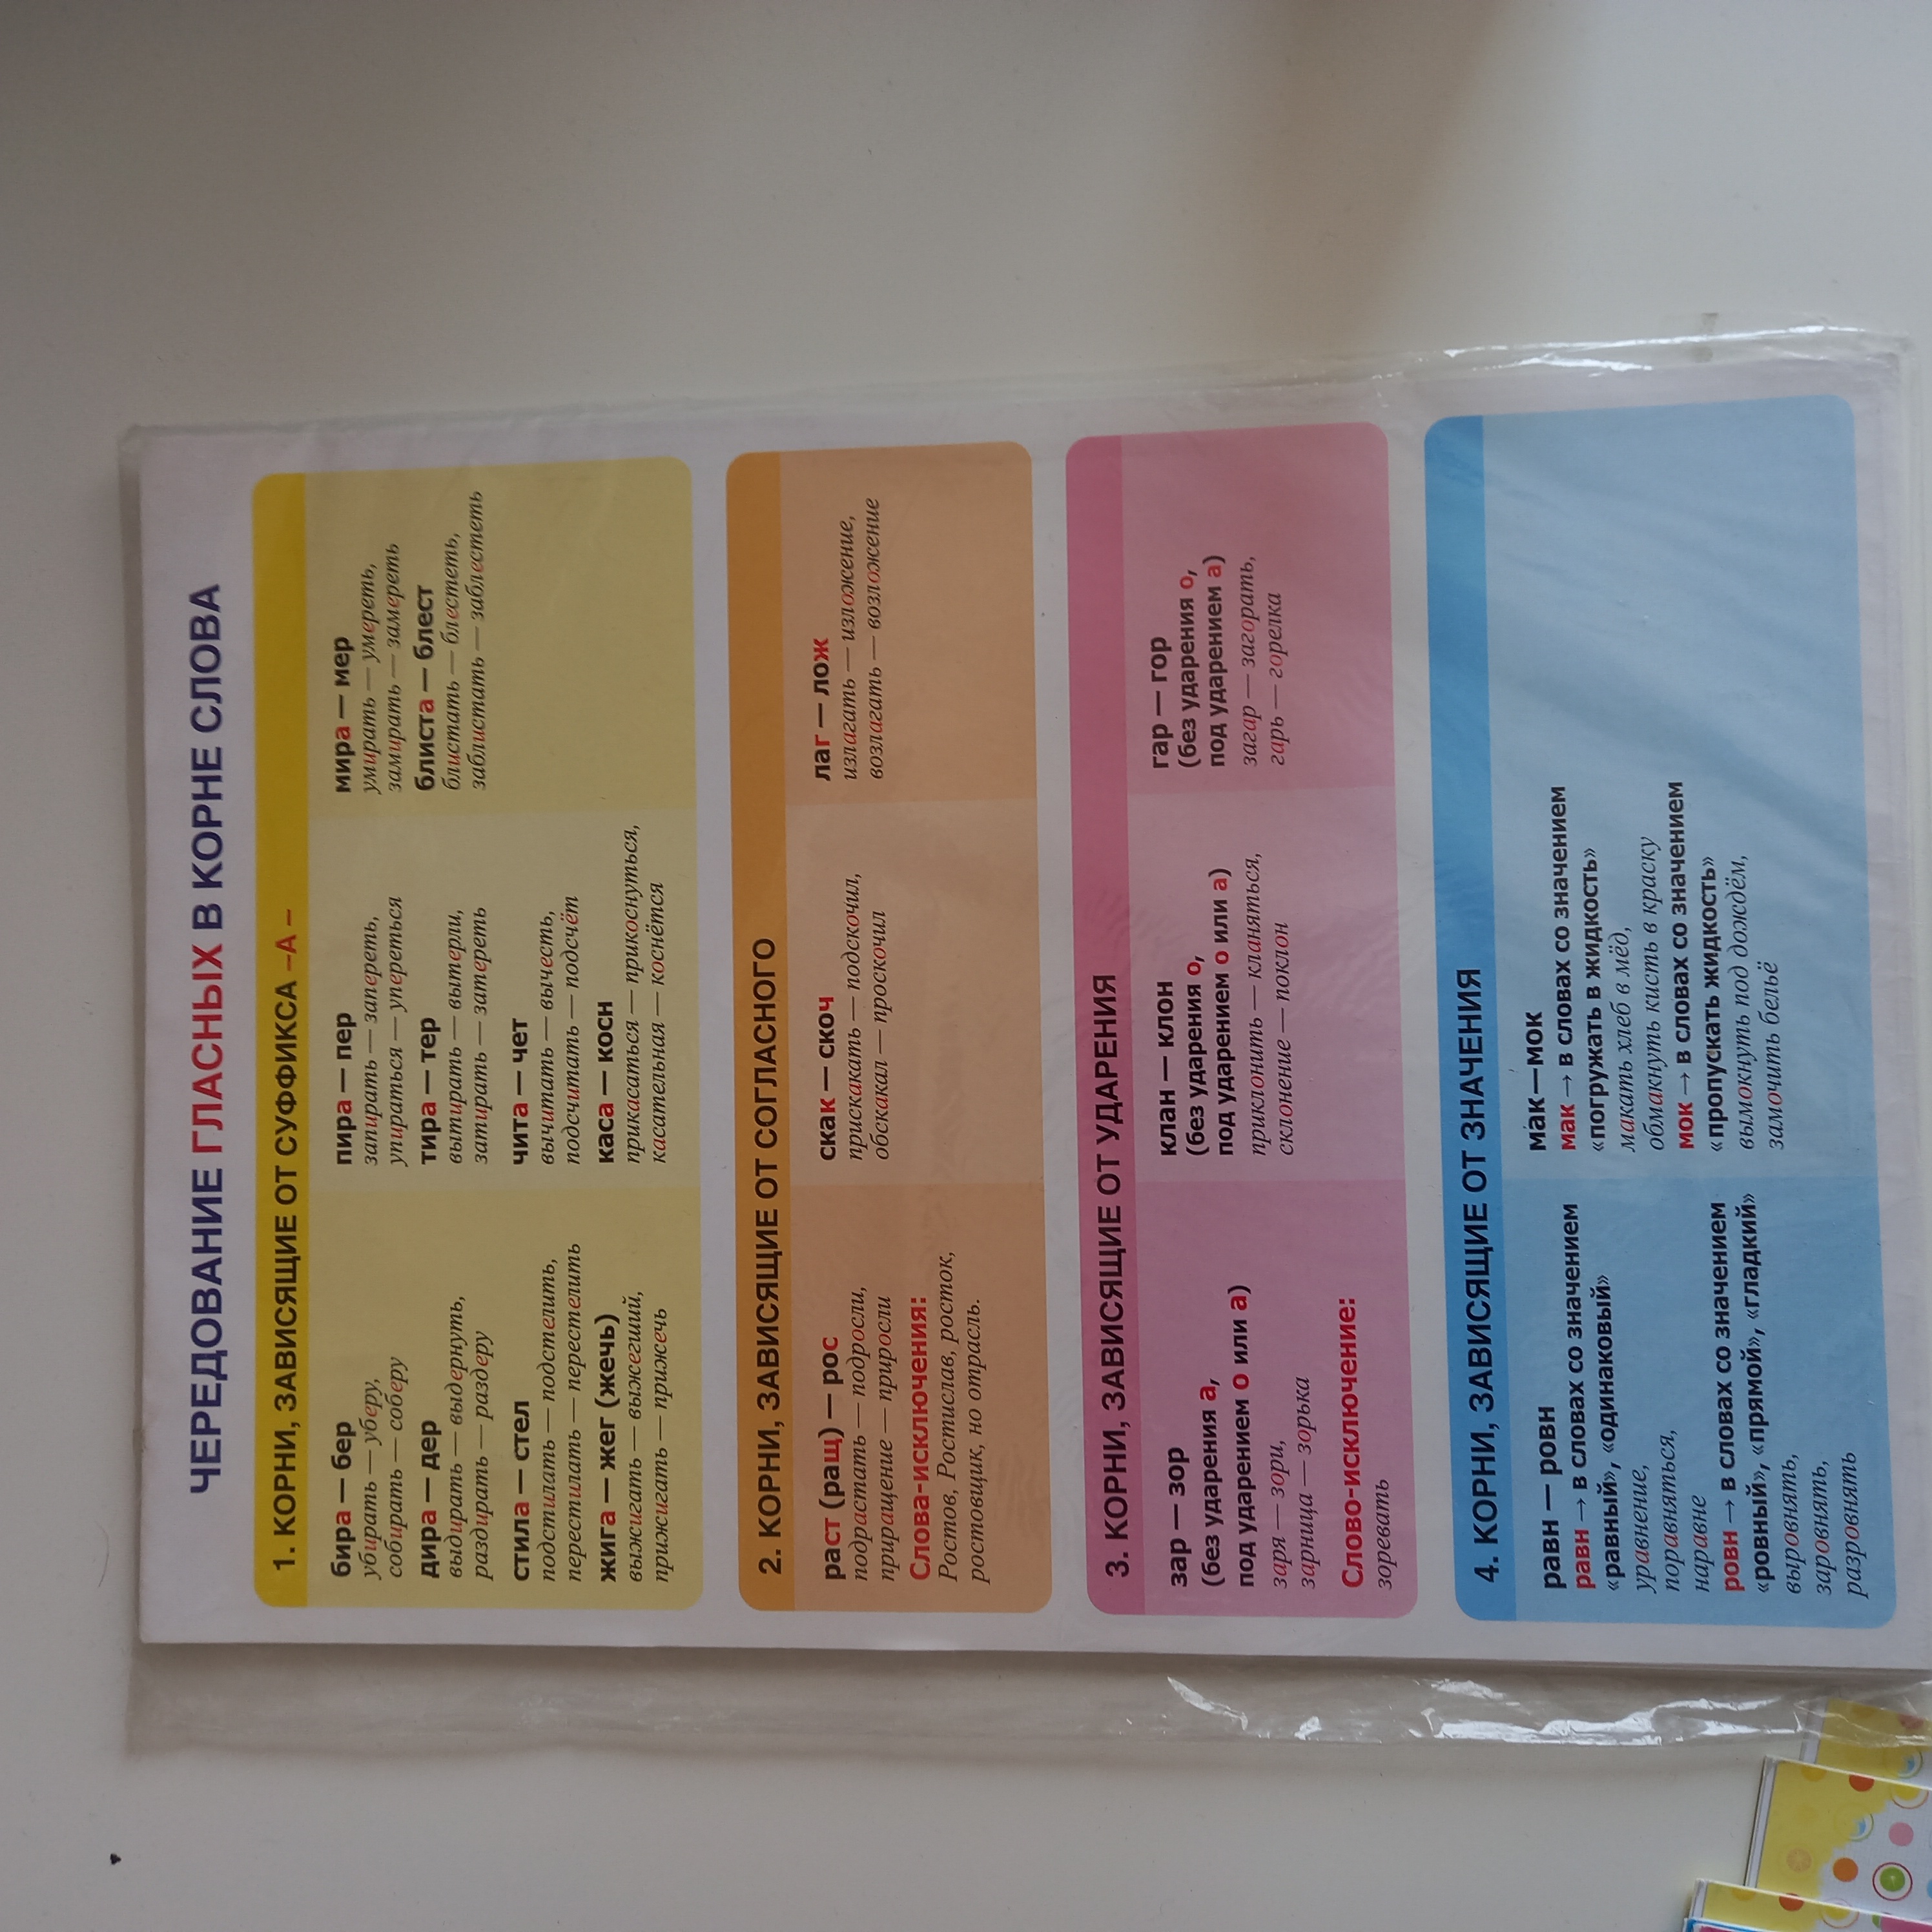 ЧЕРЕДОВАНИЕ ГЛАСНЫХ В КОРНЕ СЛОВА
1. КОРНИ, ЗАВИСЯЩИЕ ОТ СУФФИКСА –А –
бира — бер
убирать — уберу,
собирать — соберу
дира — дер
выдирать — выдернуть,
раздирать — раздеру
стила — стел
подстилать — подстелить,
перестилать — перестелить
жига — жег (жечь)
выжигать — выжегший,
прижигать — прижечь
пира — пер
запирать — запереть,
упираться — упереться
тира — тер
вытирать — вытерли,
затирать — затереть
чита — чет
вычитать — вычесть,
подсчитать — подсчёт
каса — косн
прикасаться — прикоснуться,
касательная — коснётся
мира — мер
умирать — умереть,
замирать — замереть
блиста — блест
блистать — блестеть,
заблистать — заблестеть
2. КОРНИ, ЗАВИСЯЩИЕ ОТ СОГЛАСНОГО
раст (ращ) — рос
подрастать — подросли,
приращение — приросли
Слова-исключения:
Ростов, Ростислав, росток,
ростовщик, но отрасль.
скак — скоч
прискакать — подскочил,
обскакал — проскочил
лаг — лож
излагать — изложение,
возлагать — возложение
3. КОРНИ, ЗАВИСЯЩИЕ ОТ УДАРЕНИЯ
зар — зор
(без ударения а,
под ударением о или а)
заря — зори,
зарница — зорька
Слово-исключение:
зоревать
клан — клон
(без ударения о,
под ударением о или а)
приклонить — кланяться,
склонение — поклон
гар — гор
(без ударения о,
под ударением а)
загар — загорать,
гарь — горелка
4. КОРНИ, ЗАВИСЯЩИЕ ОТ ЗНАЧЕНИЯ
равн — ровн
равн → в словах со значением
«равный», «одинаковый»
уравнение,
поравняться,
наравне
ровн → в словах со значением
«ровный», «прямой», «гладкий»
выровнять,
заровнять,
разровнять
мак—мок
мак → в словах со значением
«погружать в жидкость»
макать хлеб в мёд,
обмакнуть кисть в краску
мок → в словах со значением
«пропускать жидкость»
вымокнуть под дождём,
замочить бельё